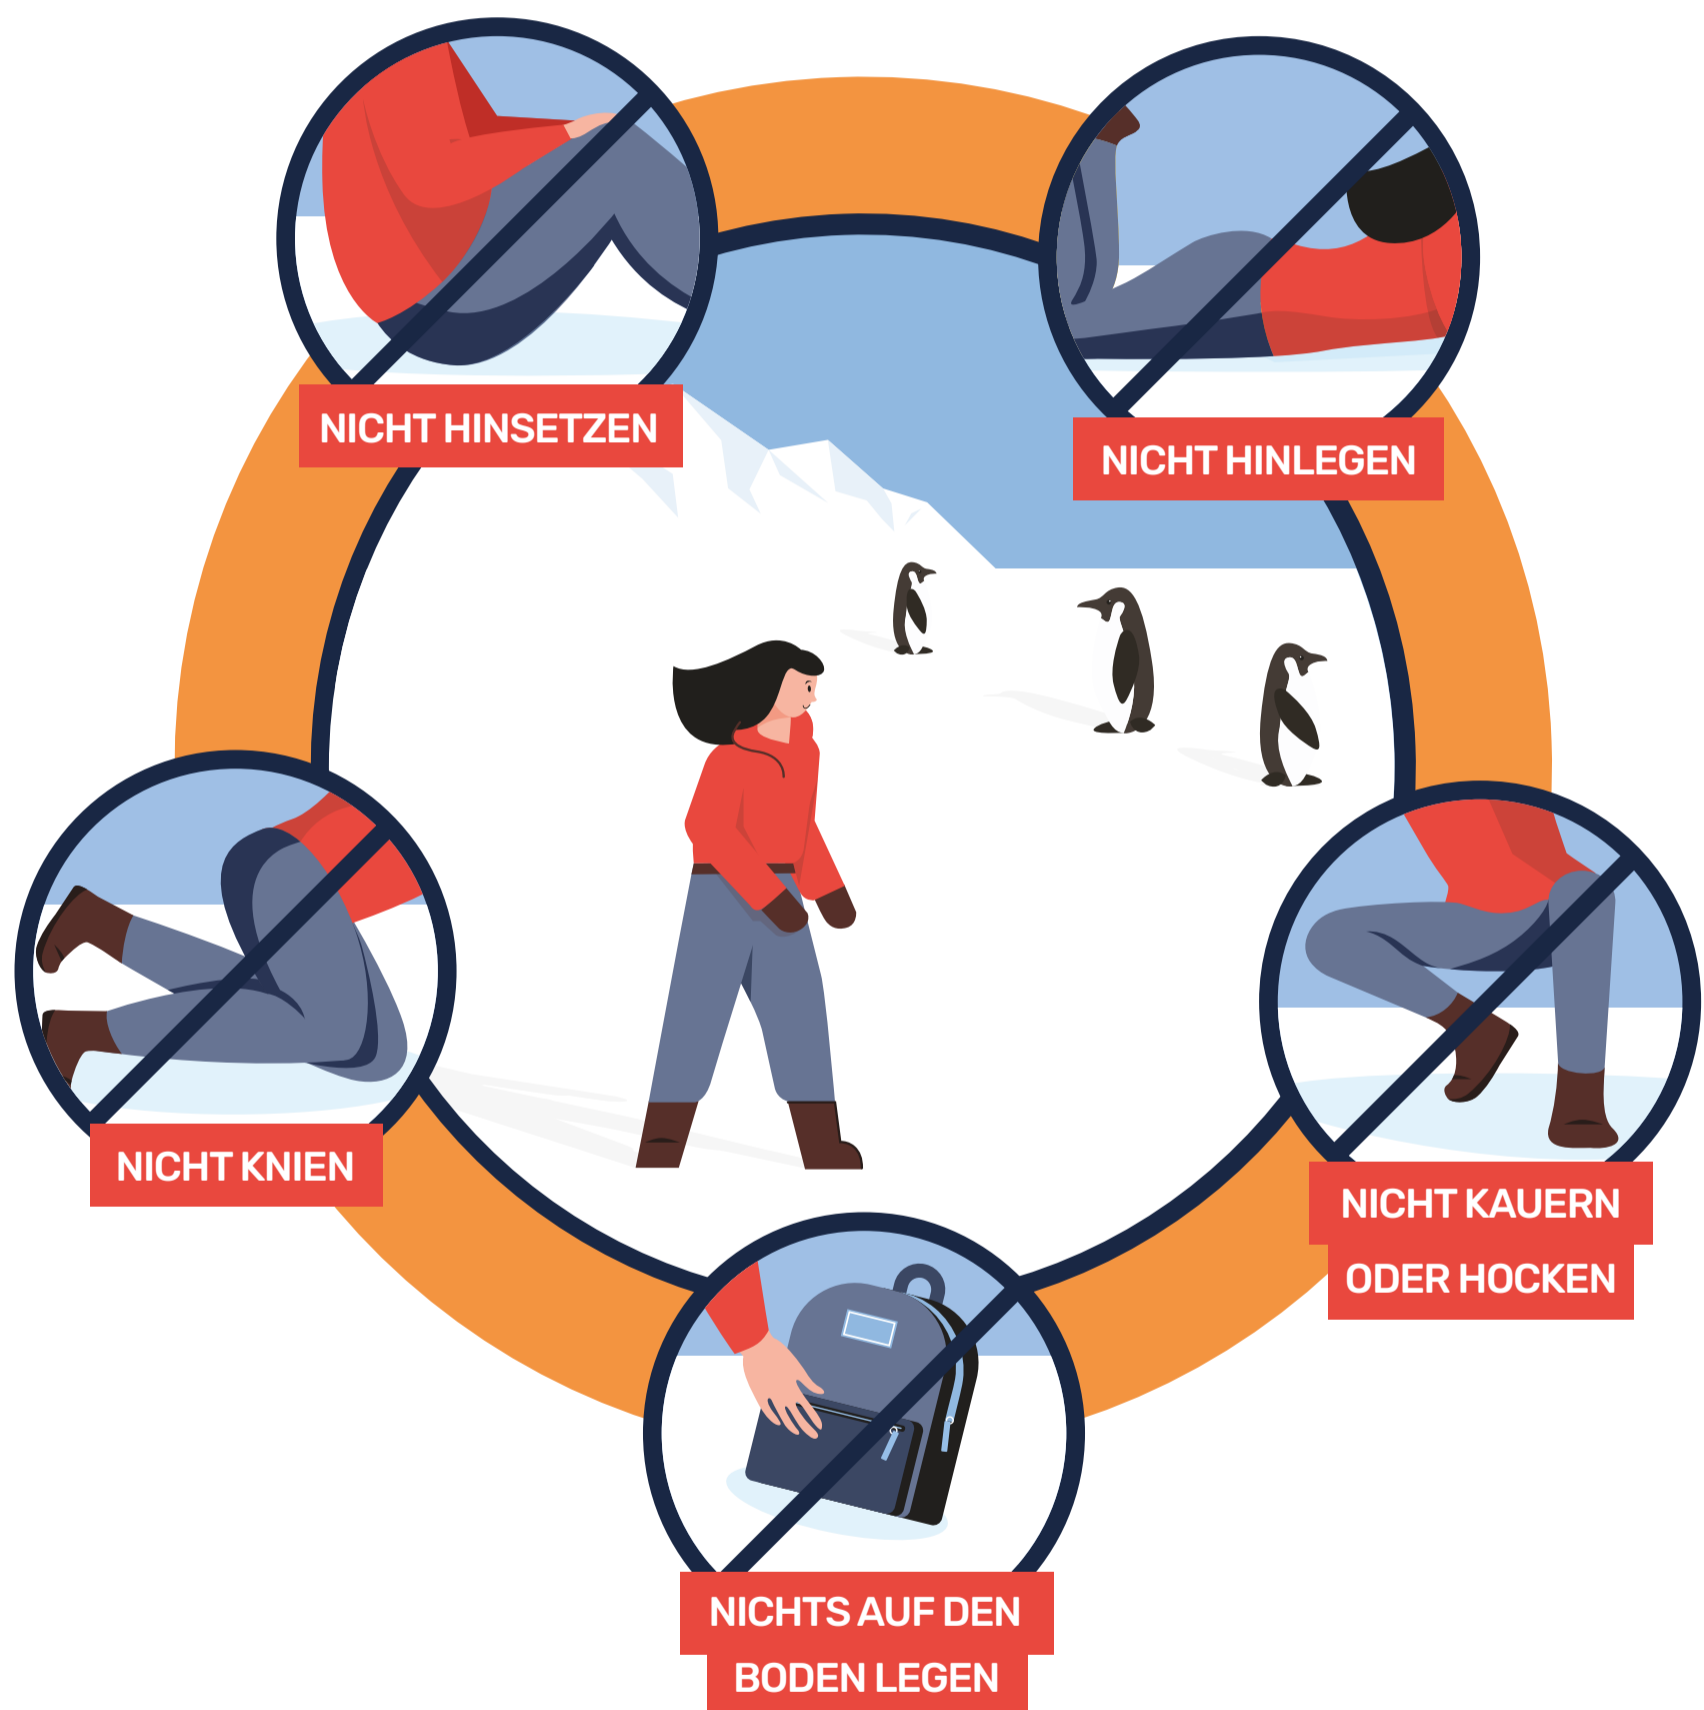 NICHT HINSETZEN
NICHT HINLEGEN
NICHT KNIEN
NICHT KAUERN
ODER HOCKEN
NICHTS AUF DEN
BODEN LEGEN